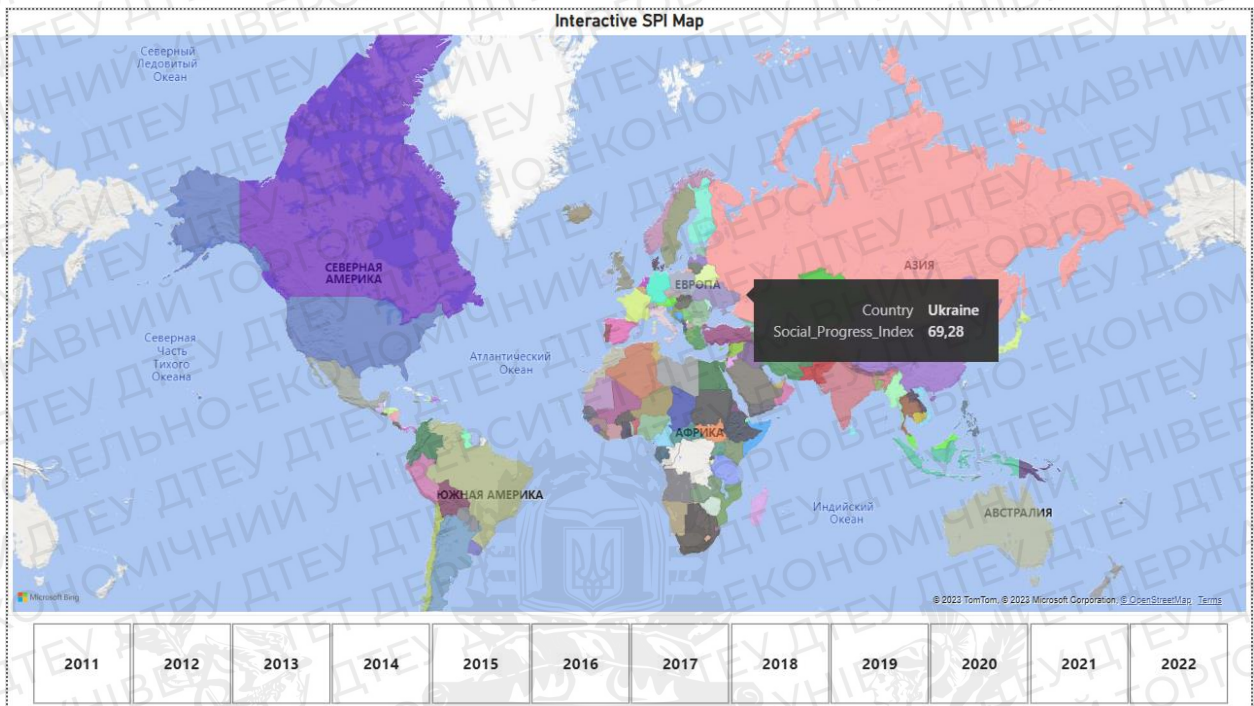 Interactive SPI Map
Северный
Ледовитый
Океан
СЕВЕРНАЯ
АМЕРИКА
ЕВРОПА
АЗИЯ
Country Ukraine
Social_Progress_Index 69,28
Северная
Часть
Тихого
Океана
Атлантический
Океан
АФРИКА
ЮЖНАЯ АМЕРИКА
Индийский
Океан
АВСТРАЛИЯ
Microsoft Bing
© 2023 TomTom, © 2023 Microsoft Corporation, © OpenStreetMap Terms
2011 2012 2013 2014 2015 2016 2017 2018 2019 2020 2021 2022